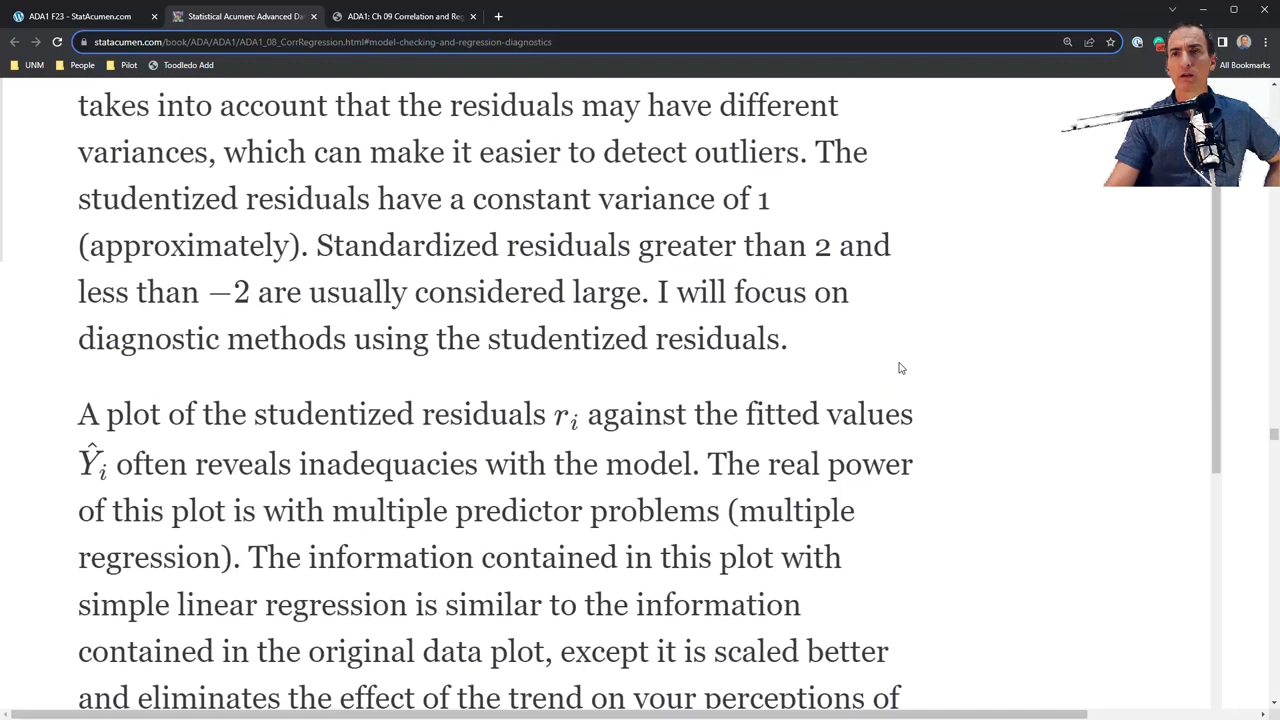 ADA1 F23 - StatAcumen.com
Statistical Acumen: Advanced Da
ADA1: Ch 09 Correlation and Reg
statacumen.com/book/ADA/ADA1/ADA1_08_CorrRegression.html#model-checking-and-regression-diagnostics
UNM
People
Pilot
Toodledo Add
All Bookmarks
takes into account that the residuals may have different
variances, which can make it easier to detect outliers. The
studentized residuals have a constant variance of 1
(approximately). Standardized residuals greater than 2 and
less than −2 are usually considered large. I will focus on
diagnostic methods using the studentized residuals.
A plot of the studentized residuals rᵢ against the fitted values
Ŷᵢ often reveals inadequacies with the model. The real power
of this plot is with multiple predictor problems (multiple
regression). The information contained in this plot with
simple linear regression is similar to the information
contained in the original data plot, except it is scaled better
and eliminates the effect of the trend on your perceptions of